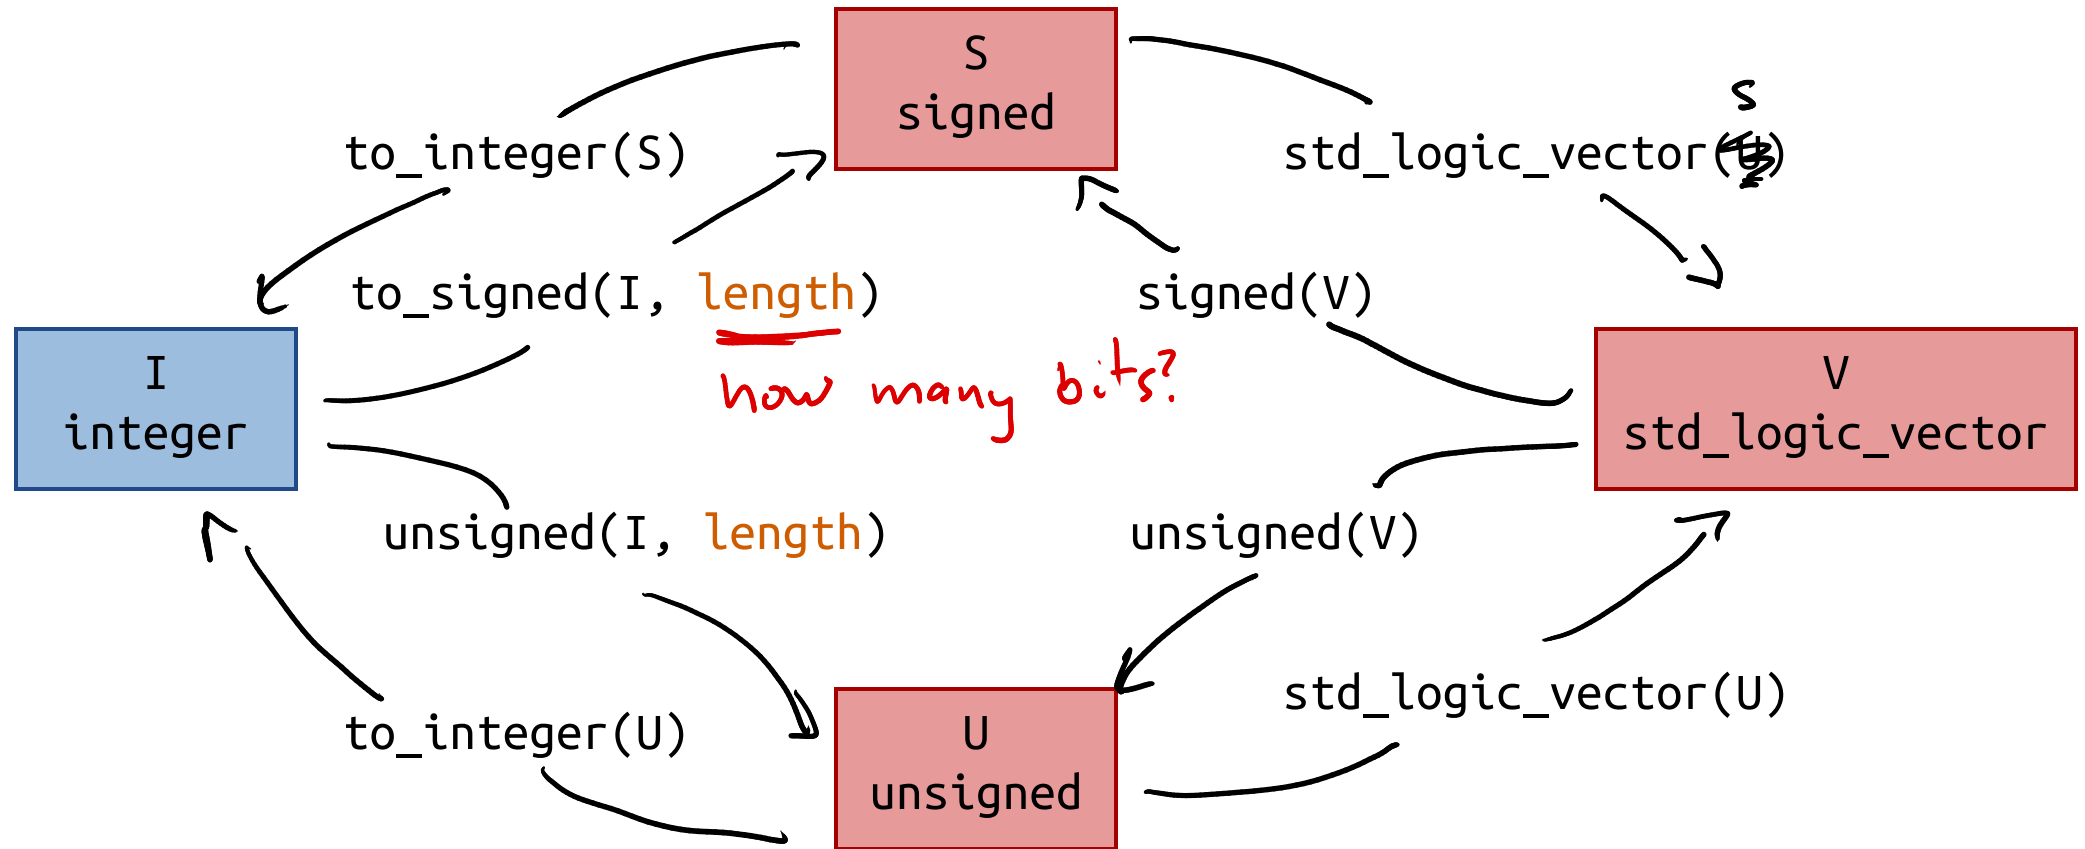 S
signed
s
to_integer(S)
std_logic_vector(U)
to_signed(I, length)
signed(V)
how many bits?
I
integer
V
std_logic_vector
unsigned(I, length)
unsigned(V)
std_logic_vector(U)
to_integer(U)
U
unsigned